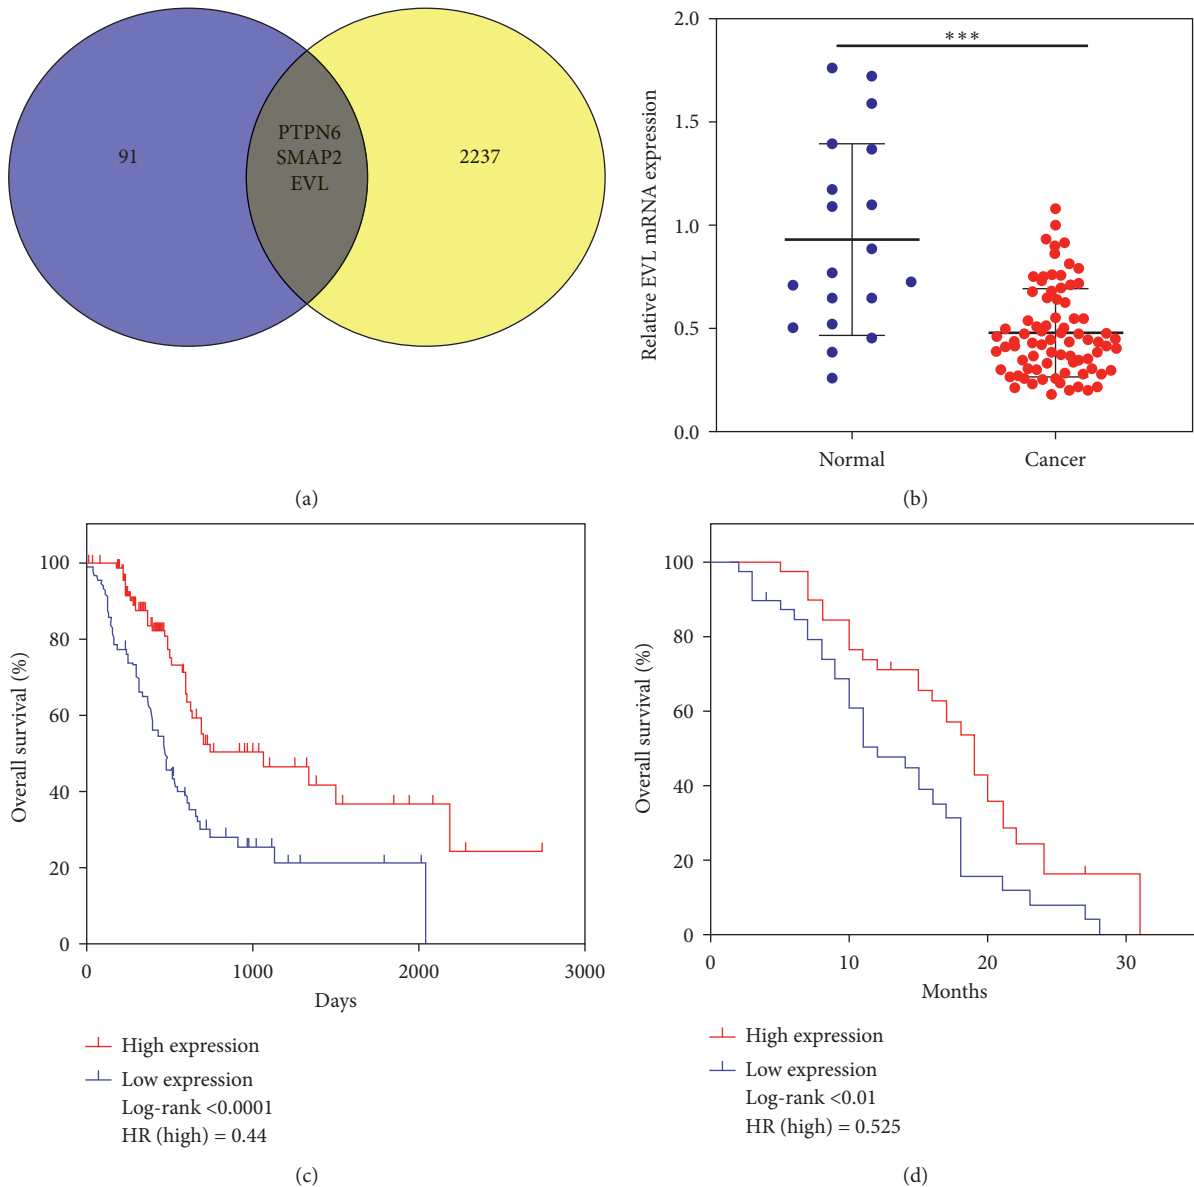 91
PTPN6
SMAP2
EVL
2237
(a)
Relative EVL mRNA expression
2.0
1.5
1.0
0.5
0.0
***
Normal
Cancer
(b)
Overall survival (%)
100
80
60
40
20
0
0
1000
2000
3000
Days
High expression
Low expression
Log-rank <0.0001
HR (high) = 0.44
(c)
Overall survival (%)
100
80
60
40
20
0
0
10
20
30
Months
High expression
Low expression
Log-rank <0.01
HR (high) = 0.525
(d)